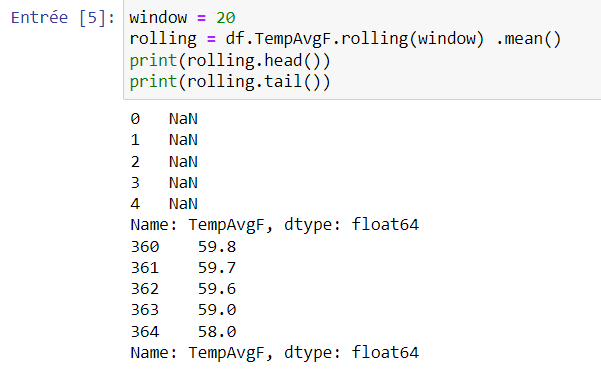 Entrée [5]: window = 20
rolling = df.TempAvgF.rolling(window) .mean()
print(rolling.head())
print(rolling.tail())
0   NaN
1   NaN
2   NaN
3   NaN
4   NaN
Name: TempAvgF, dtype: float64
360    59.8
361    59.7
362    59.6
363    59.0
364    58.0
Name: TempAvgF, dtype: float64